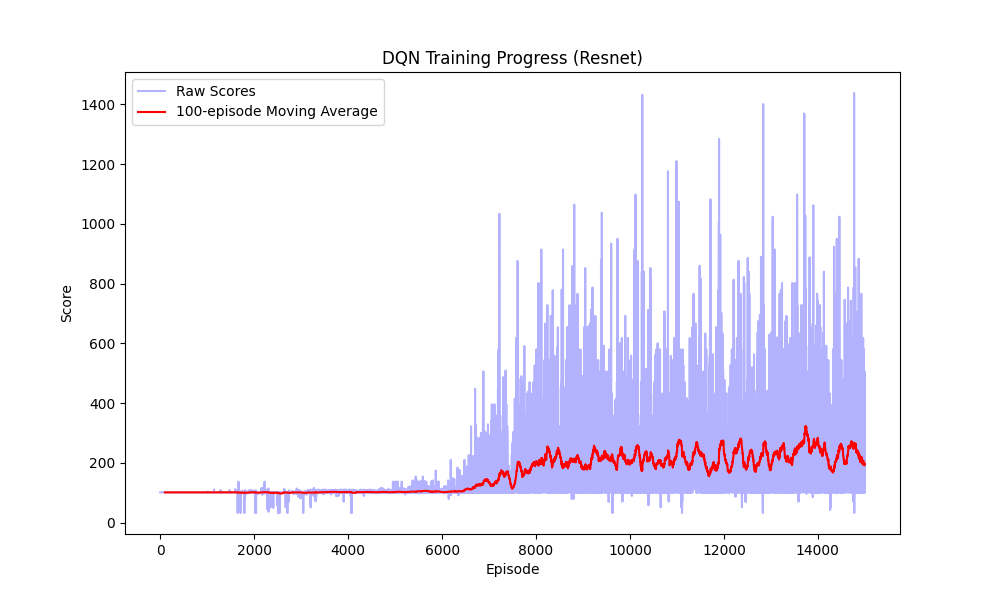 DQN Training Progress (Resnet)
Raw Scores
100-episode Moving Average
Score
1400
1200
1000
800
600
400
200
0
0 2000 4000 6000 8000 10000 12000 14000
Episode